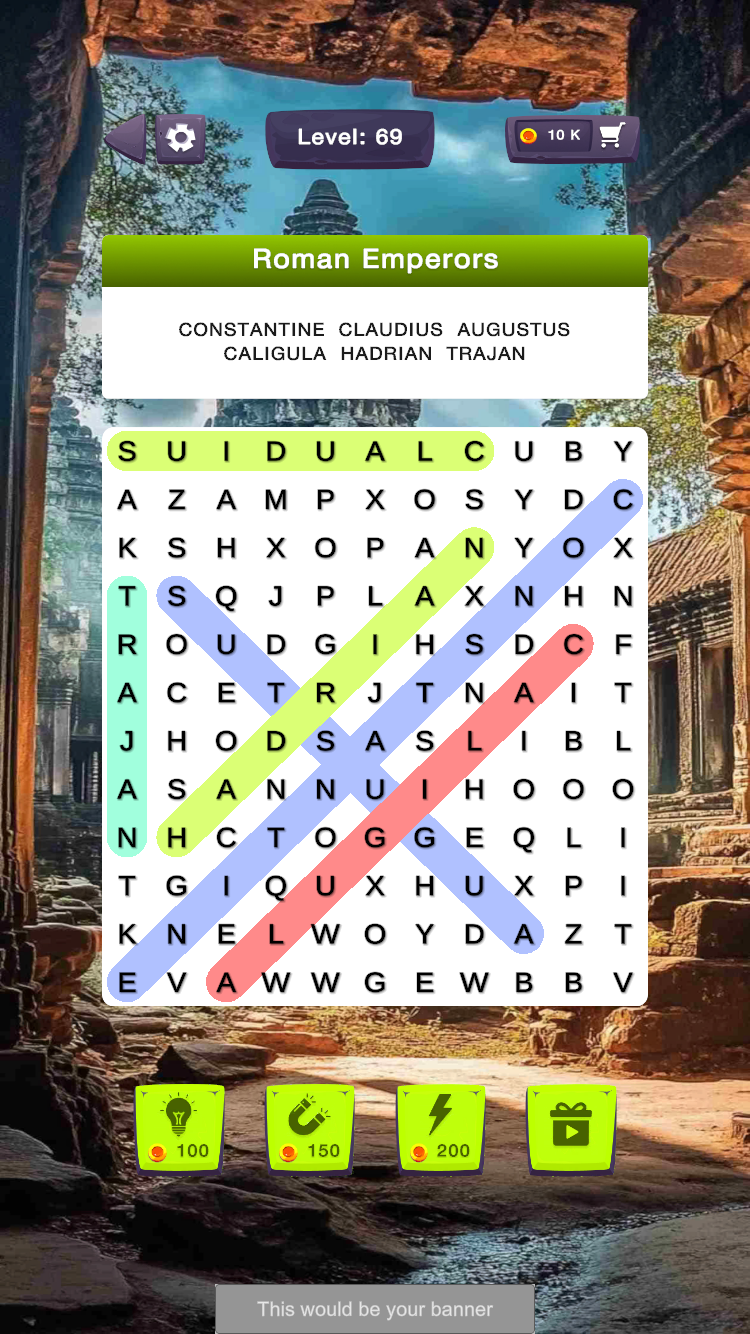 Level: 69
10 K
Roman Emperors
CONSTANTINE CLAUDIUS AUGUSTUS
CALIGULA HADRIAN TRAJAN
S U I D U A L C U B Y
A Z A M P X O S Y D C
K S H X O P A N Y O X
T S Q J P L A X N H N
R O U D G I H S D C F
A C E T R J T N A I T
J H O D S A S L I B L
A S A N N U I H O O O
N H C T O G G E Q L I
T G I Q U X H U X P I
K N E L W O Y D A Z T
E V A W W G E W B B V
100 150 200
This would be your banner